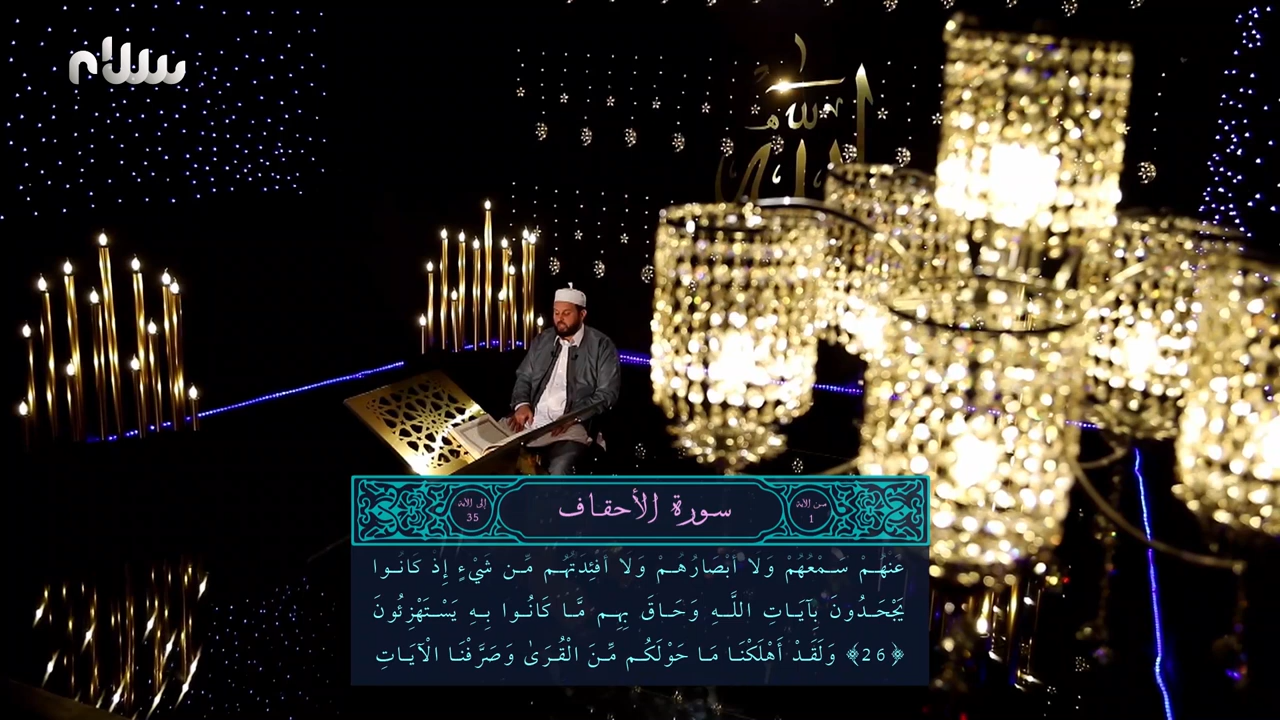 سلام
الله
من الآية
1
سورة الأحقاف
إلى الآية
35
عَنْهُمْ سَمْعُهُمْ وَلَا أَبْصَارُهُمْ وَلَا أَفْئِدَتُهُم مِّن شَيْءٍ إِذْ كَانُوا
يَجْحَدُونَ بِآيَاتِ اللَّهِ وَحَاقَ بِهِم مَّا كَانُوا بِهِ يَسْتَهْزِئُونَ
﴿26﴾ وَلَقَدْ أَهْلَكْنَا مَا حَوْلَكُم مِّنَ الْقُرَىٰ وَصَرَّفْنَا الْآيَاتِ